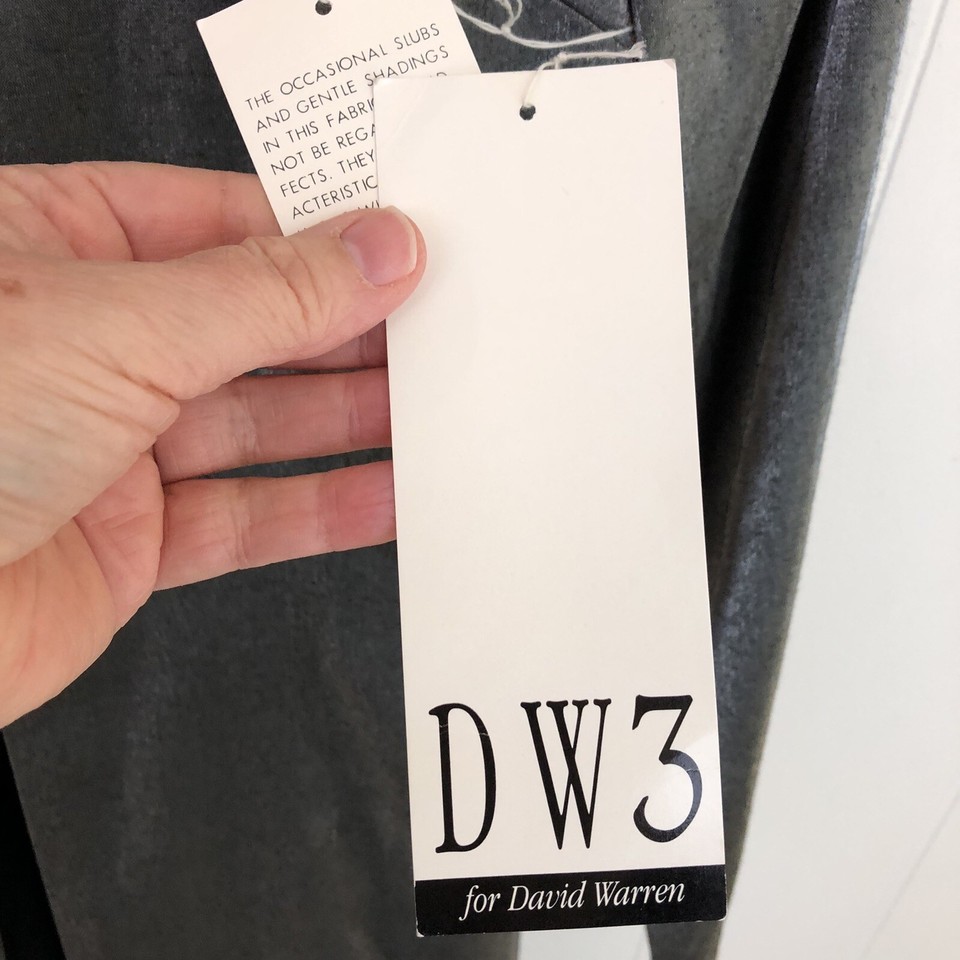 THE OCCASIONAL SLUBS
AND GENTLE SHADINGS
IN THIS FABRIC
NOT BE REGA
FECTS. THEY
ACTERISTIC
DW3
for David Warren